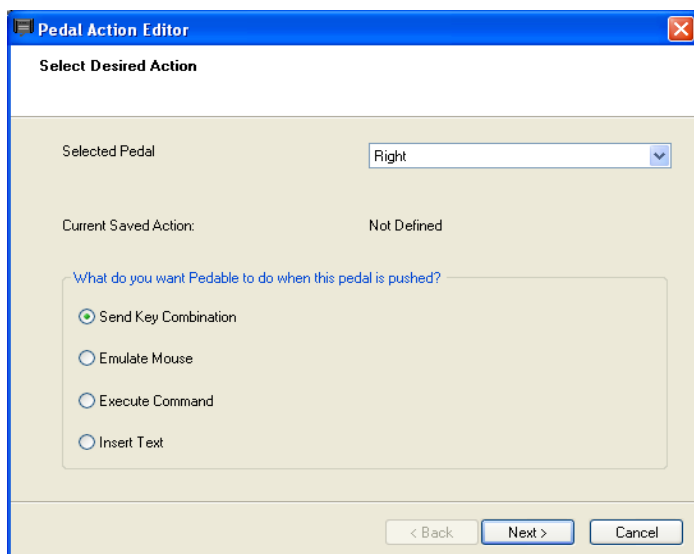 Pedal Action Editor
Select Desired Action
Selected Pedal Right
Current Saved Action: Not Defined
What do you want Pedable to do when this pedal is pushed?
Send Key Combination
Emulate Mouse
Execute Command
Insert Text
< Back Next > Cancel